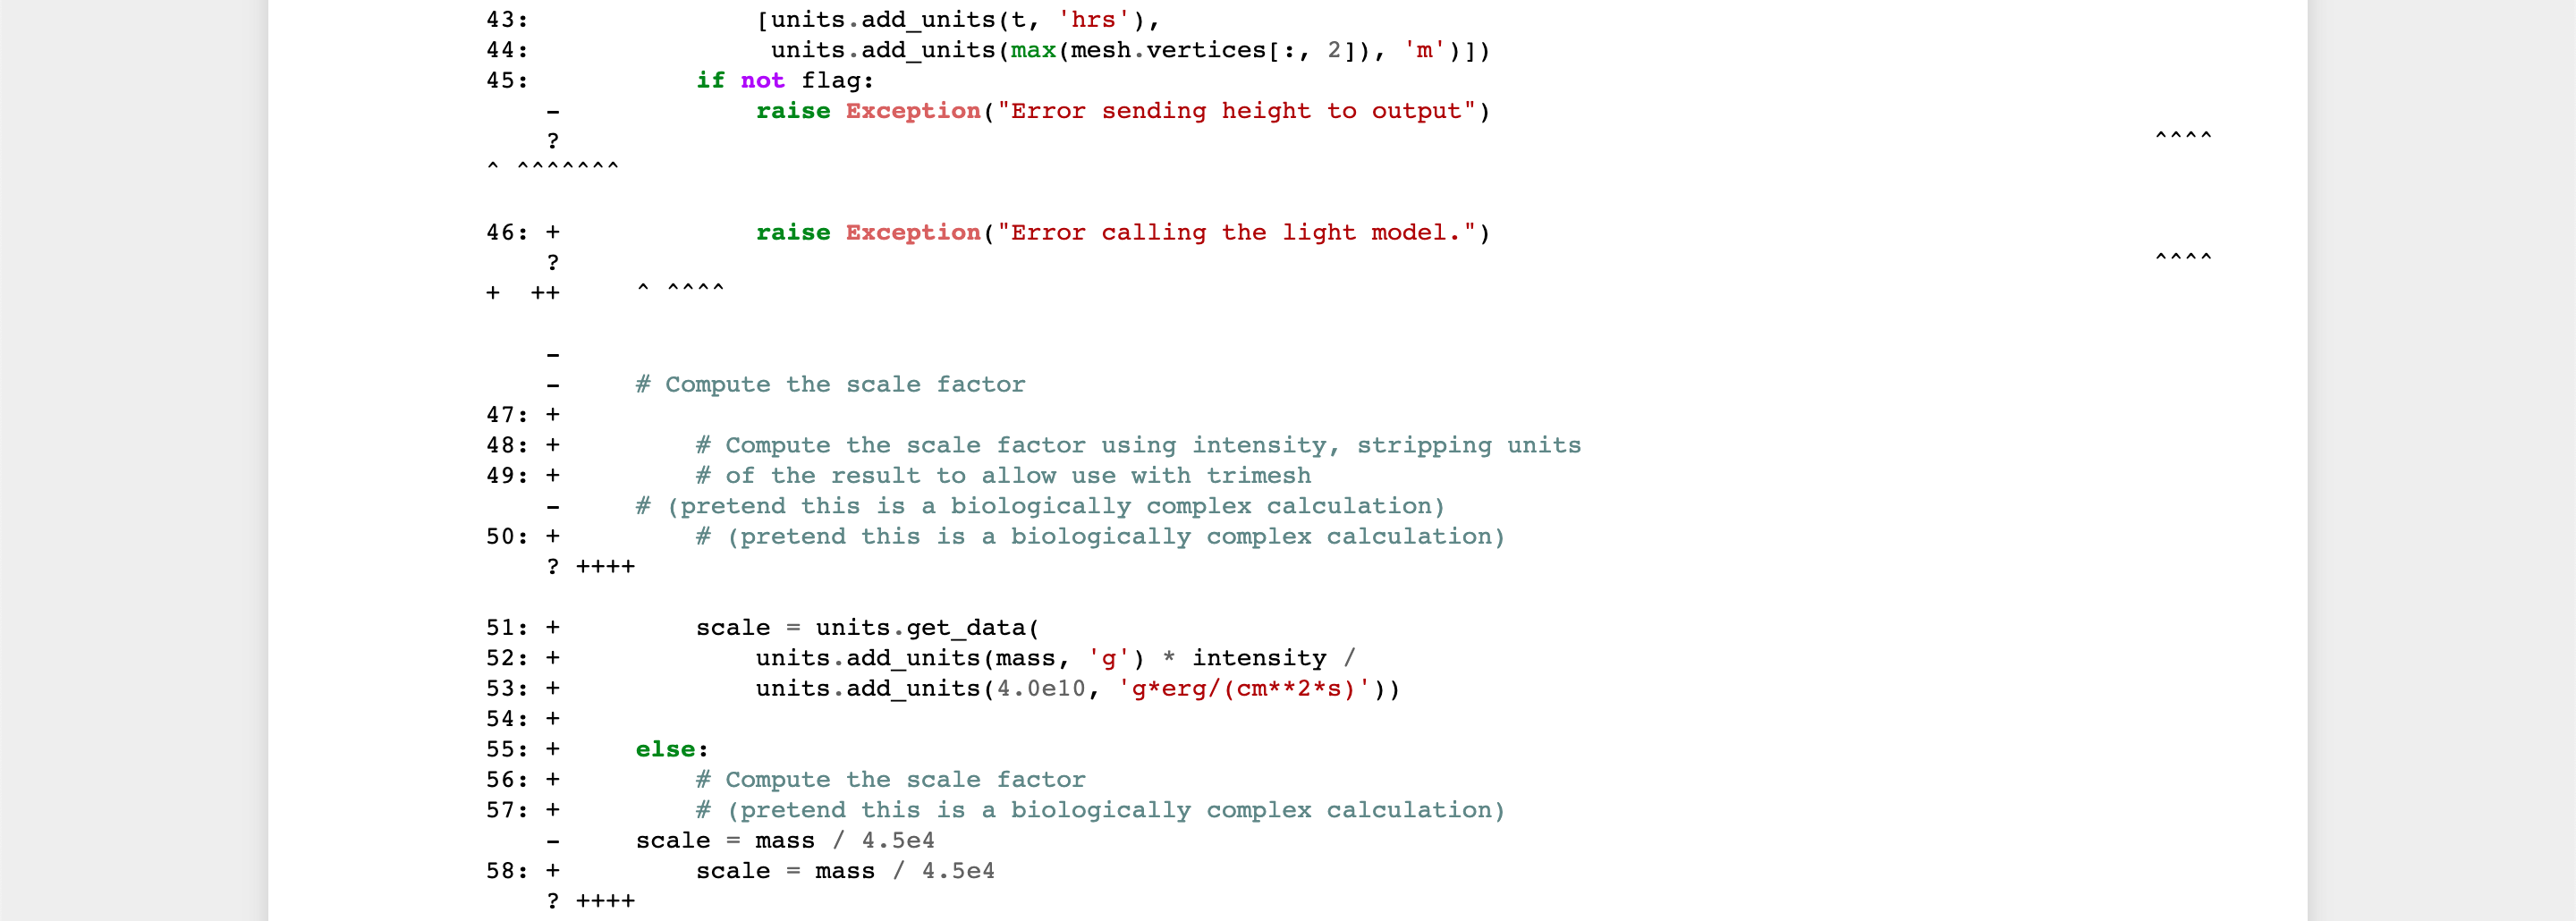 43:               [units.add_units(t, 'hrs'),
44:                units.add_units(max(mesh.vertices[:, 2]), 'm')])
45:           if not flag:
    -             raise Exception("Error sending height to output")
    ?                                                                                                           ^^^^
^ ^^^^^^^
46: +             raise Exception("Error calling the light model.")
    ?                                                                                                           ^^^^
+  ++     ^ ^^^^
    -
    -     # Compute the scale factor
47: +
48: +         # Compute the scale factor using intensity, stripping units
49: +         # of the result to allow use with trimesh
    -     # (pretend this is a biologically complex calculation)
50: +         # (pretend this is a biologically complex calculation)
    ? ++++
51: +         scale = units.get_data(
52: +             units.add_units(mass, 'g') * intensity /
53: +             units.add_units(4.0e10, 'g*erg/(cm**2*s)'))
54: +
55: +     else:
56: +         # Compute the scale factor
57: +         # (pretend this is a biologically complex calculation)
    -     scale = mass / 4.5e4
58: +         scale = mass / 4.5e4
    ? ++++